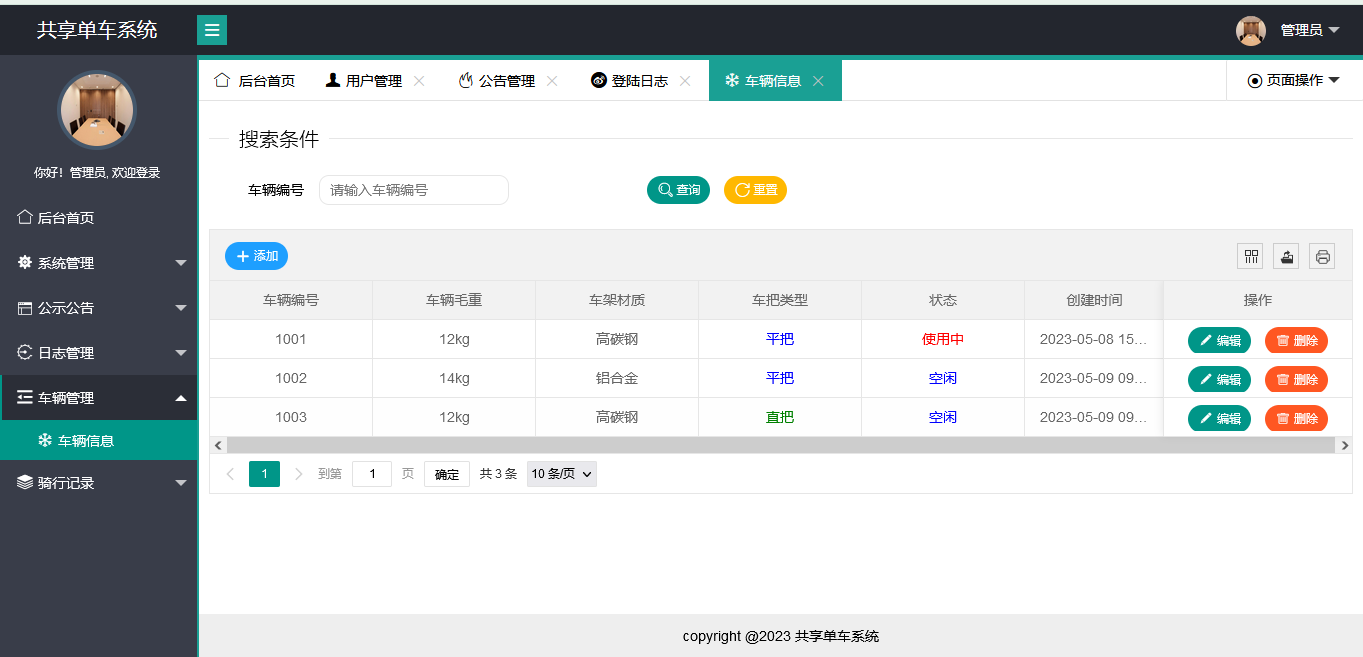 共享单车系统
管理员
你好！管理员, 欢迎登录
后台首页
系统管理
公示公告
日志管理
车辆管理
车辆信息
骑行记录
后台首页 用户管理 公告管理 登陆日志 车辆信息 页面操作
搜索条件
车辆编号 请输入车辆编号 查询 重置
添加
车辆编号 车辆毛重 车架材质 车把类型 状态 创建时间 操作
1001 12kg 高碳钢 平把 使用中 2023-05-08 15... 编辑 删除
1002 14kg 铝合金 平把 空闲 2023-05-09 09... 编辑 删除
1003 12kg 高碳钢 直把 空闲 2023-05-09 09... 编辑 删除
1 到第 1 页 确定 共 3 条 10 条/页
copyright @2023 共享单车系统